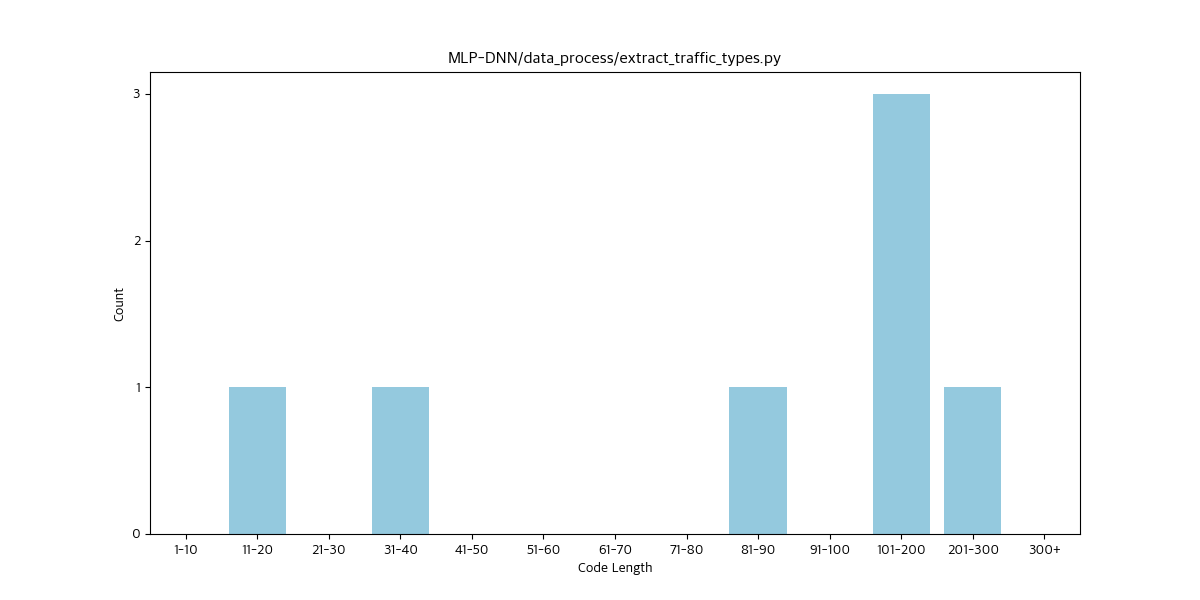 MLP-DNN/data_process/extract_traffic_types.py
3
2
1
0
Count
1-10 11-20 21-30 31-40 41-50 51-60 61-70 71-80 81-90 91-100 101-200 201-300 300+
Code Length